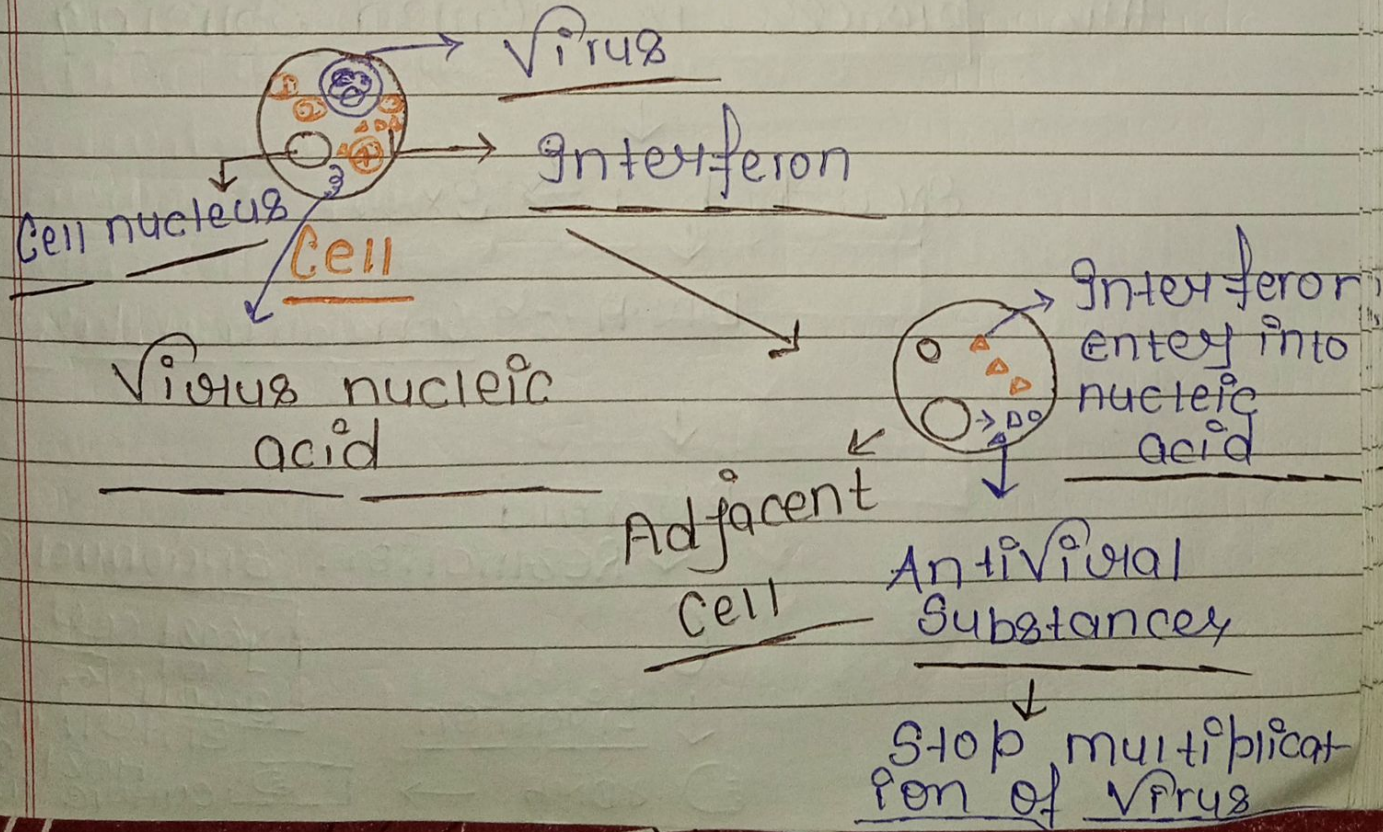 Virus
Interferon
Cell nucleus
Cell
Virus nucleic
acid
Interferon
enter into
nucleic
acid
Adjacent
Cell
AntiViral
Substances
Stop multiplicat
ion of Virus